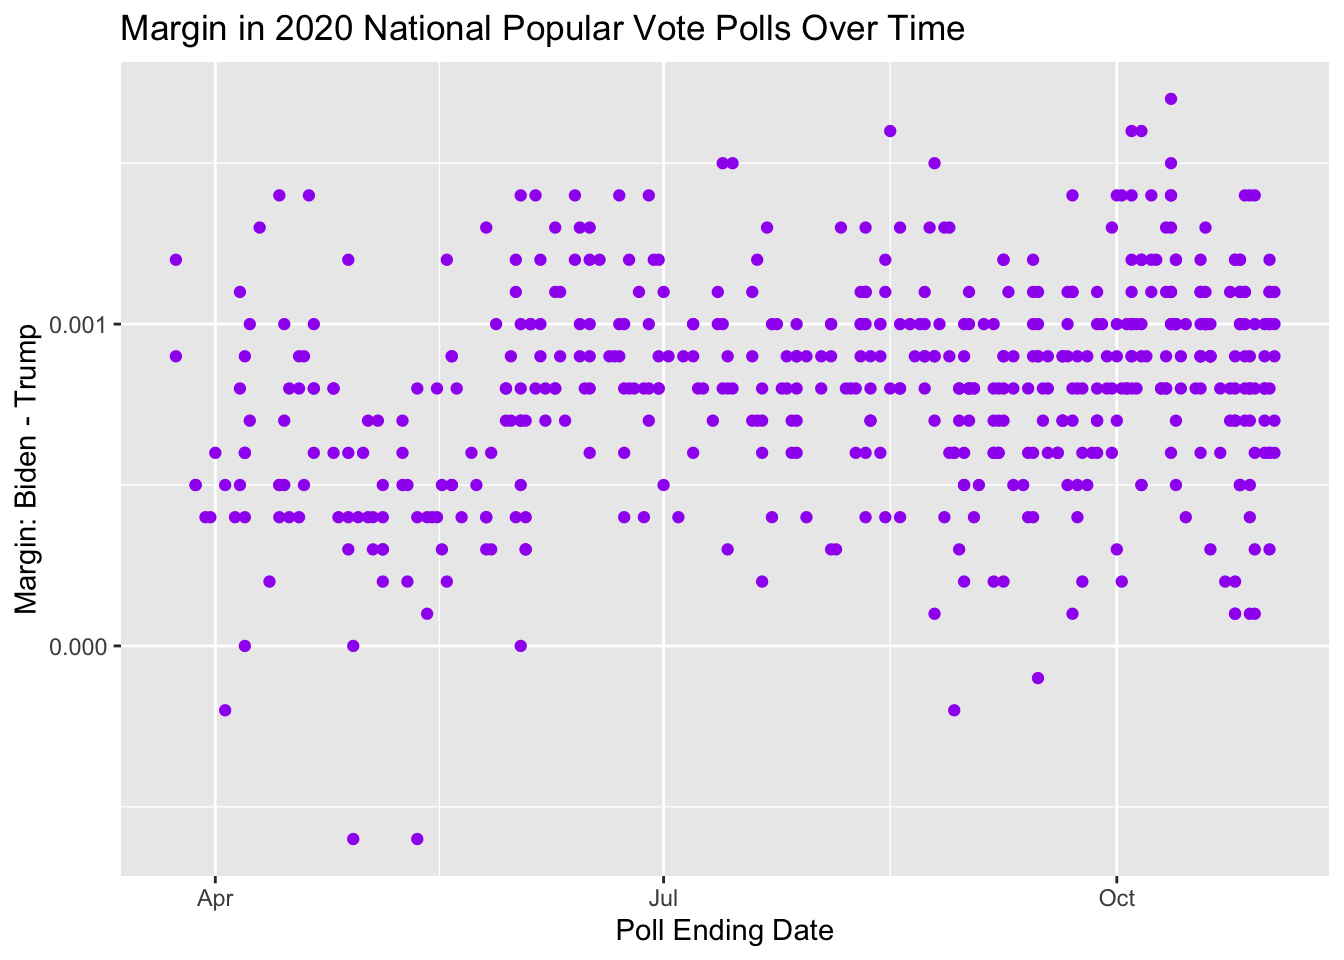 Margin in 2020 National Popular Vote Polls Over Time
Margin: Biden - Trump
0.001
0.000
Apr
Jul
Oct
Poll Ending Date